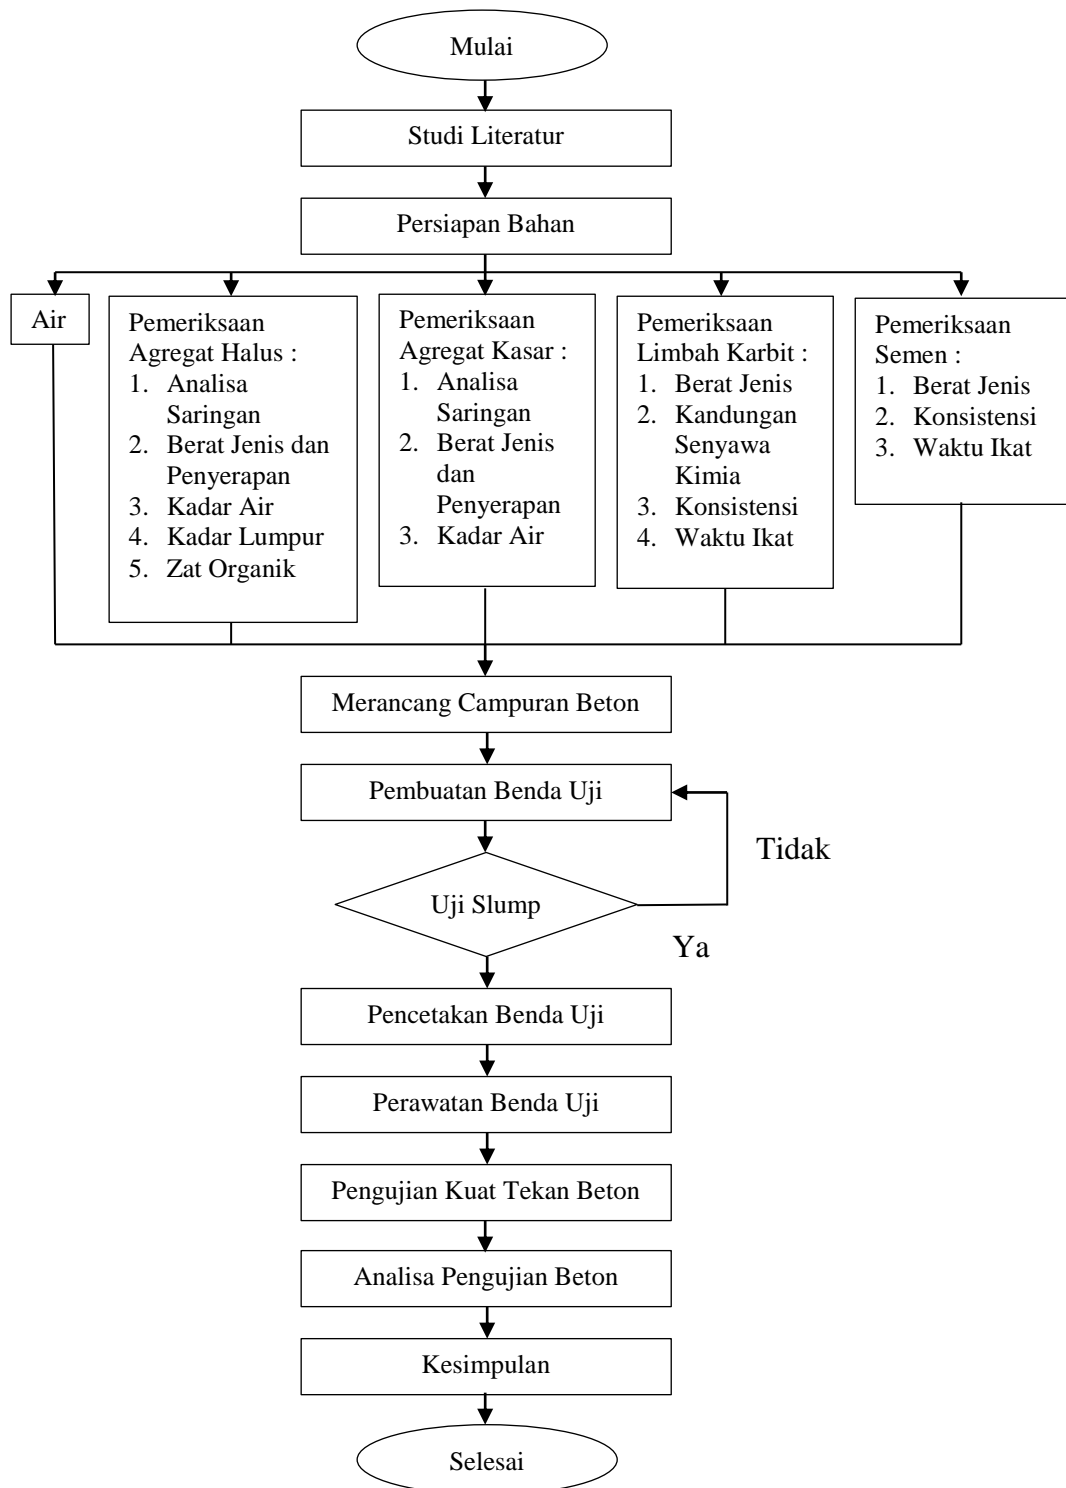 Mulai
Studi Literatur
Persiapan Bahan
Air
Pemeriksaan
Agregat Halus :
1. Analisa
Saringan
2. Berat Jenis dan
Penyerapan
3. Kadar Air
4. Kadar Lumpur
5. Zat Organik
Pemeriksaan
Agregat Kasar :
1. Analisa
Saringan
2. Berat Jenis
dan
Penyerapan
3. Kadar Air
Pemeriksaan
Limbah Karbit :
1. Berat Jenis
2. Kandungan
Senyawa
Kimia
3. Konsistensi
4. Waktu Ikat
Pemeriksaan
Semen :
1. Berat Jenis
2. Konsistensi
3. Waktu Ikat
Merancang Campuran Beton
Pembuatan Benda Uji
Tidak
Uji Slump
Ya
Pencetakan Benda Uji
Perawatan Benda Uji
Pengujian Kuat Tekan Beton
Analisa Pengujian Beton
Kesimpulan
Selesai